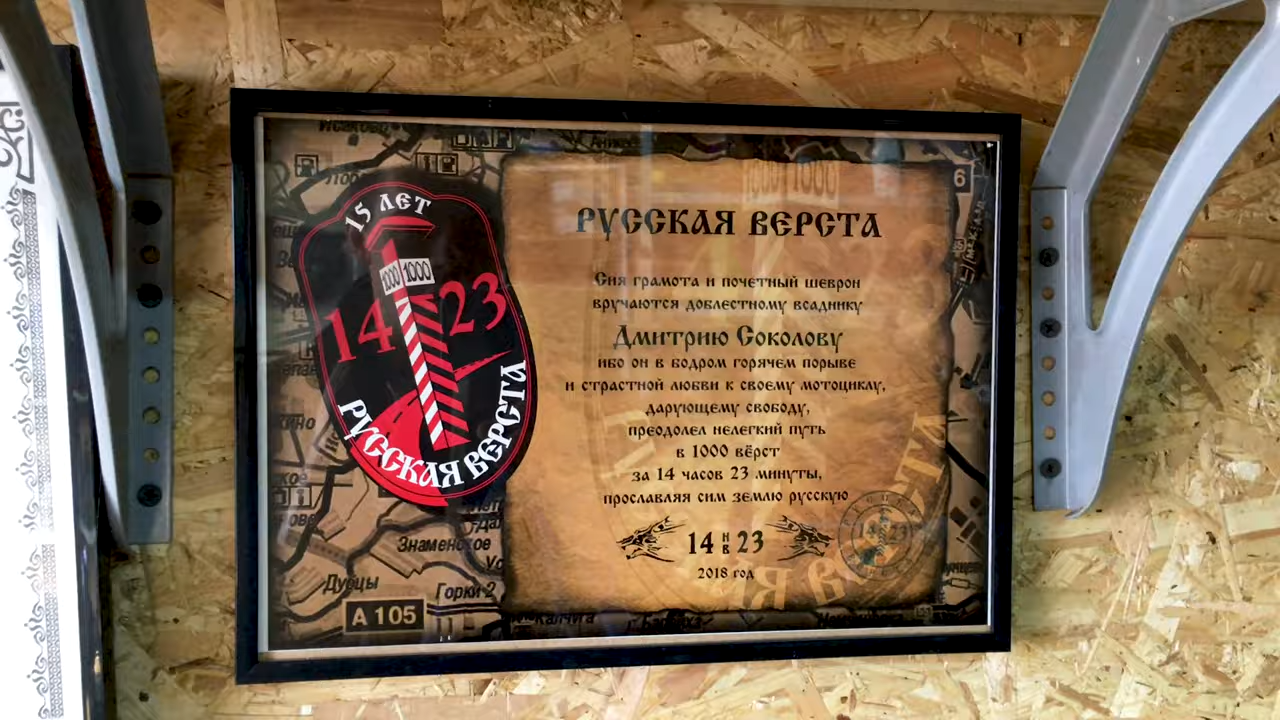 15 ЛЕТ
1000 1000
14 23
РУССКАЯ ВЕРСТА
РУССКАЯ ВЕРСТА
Сия грамота и почетный шеврон
вручаются доблестному всаднику
Дмитрию Соколову
ибо он в бодром горячем порыве
и страстной любви к своему мотоциклу,
дарующему свободу,
преодолел нелегкий путь
в 1000 вёрст
за 14 часов 23 минуты,
прославляя сим землю русскую
14 н в 23
2018 год
Знаменское
Дубцы
Горки-2
А 105
6